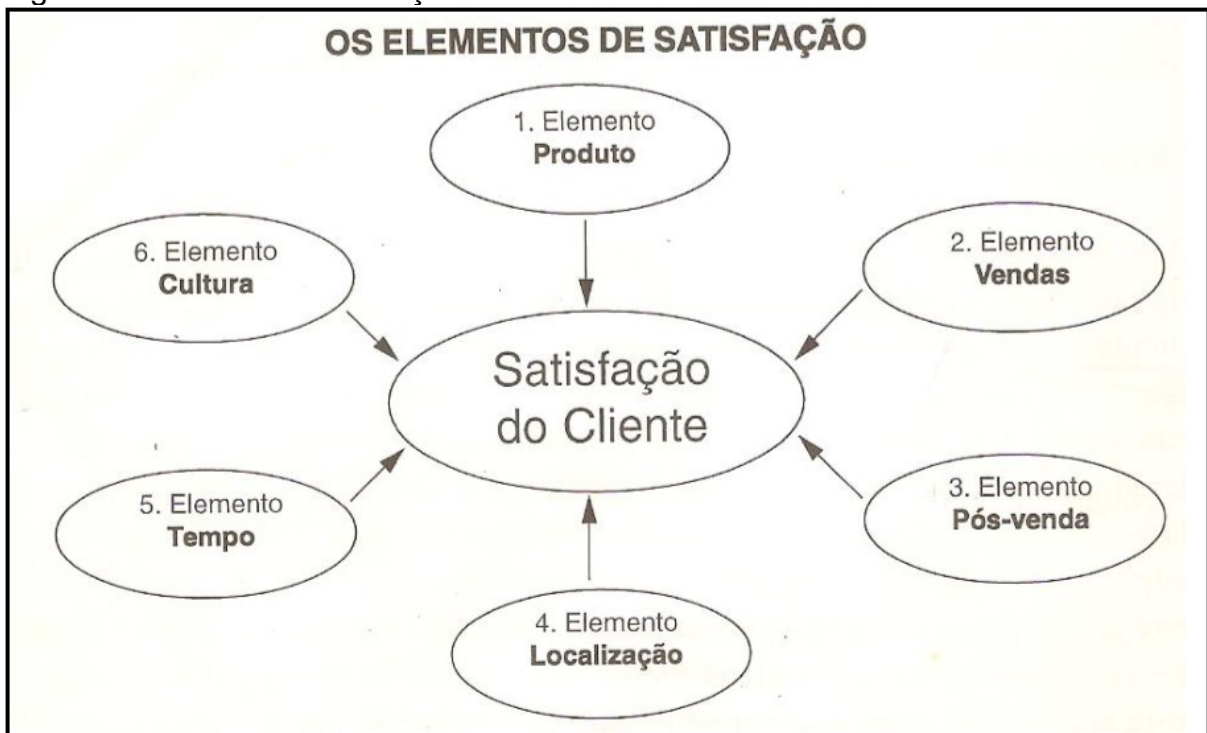 OS ELEMENTOS DE SATISFAÇÃO
1. Elemento
Produto
2. Elemento
Vendas
3. Elemento
Pós-venda
4. Elemento
Localização
5. Elemento
Tempo
6. Elemento
Cultura
Satisfação
do Cliente